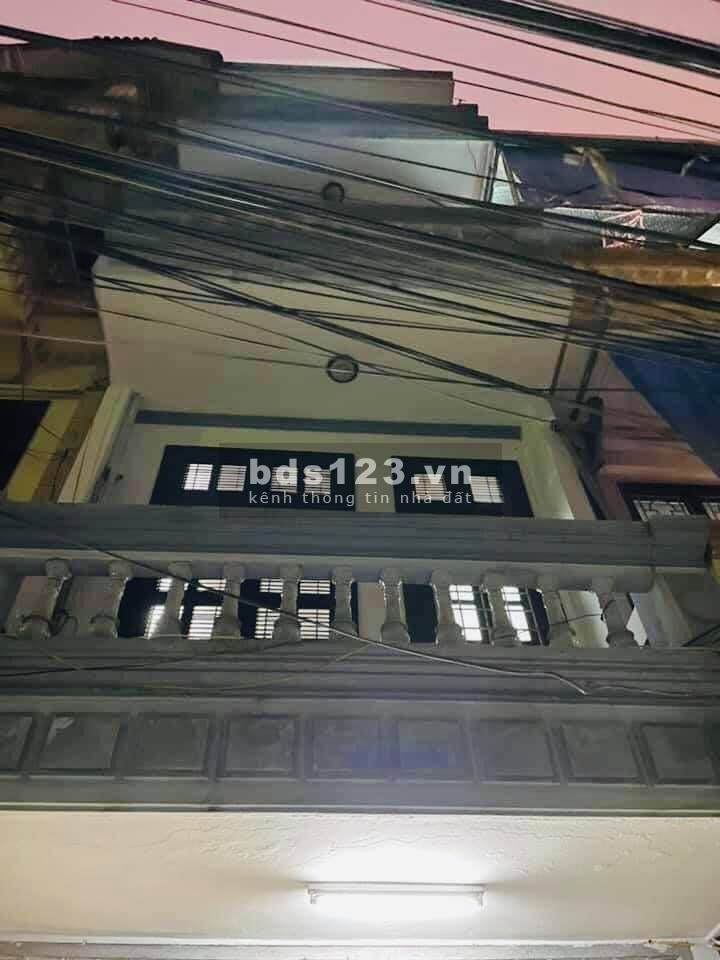 bds123.vn
kênh thông tin nhà đất